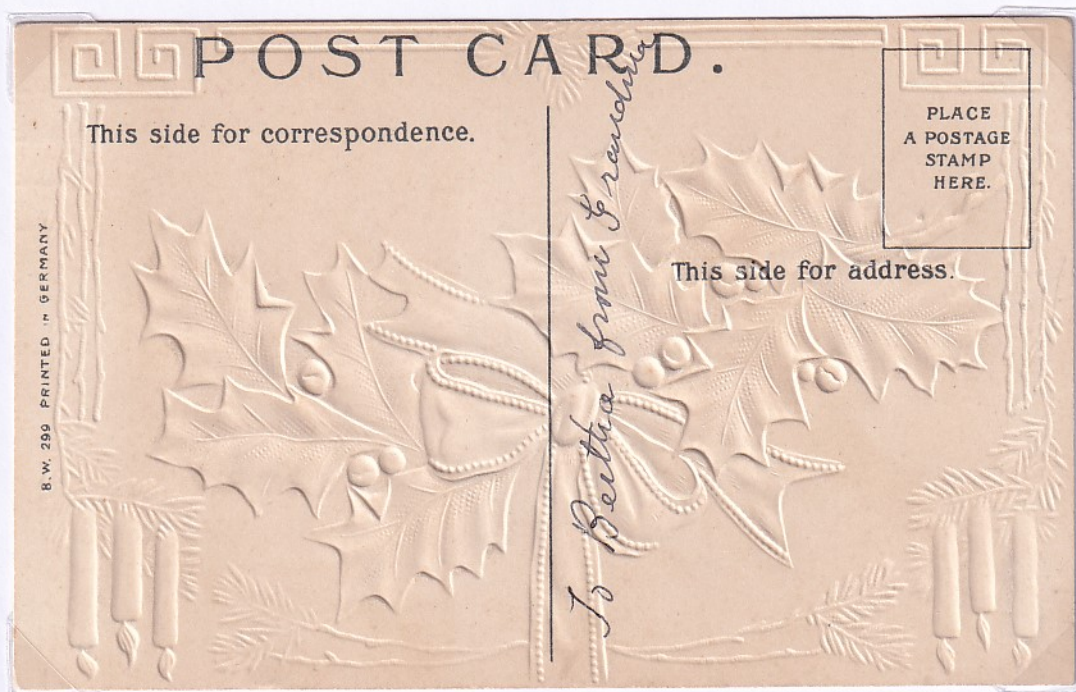 POST CARD.
This side for correspondence.
PLACE
A POSTAGE
STAMP
HERE.
This side for address.
B.W. 299 PRINTED IN GERMANY
To Bertha from Grandma